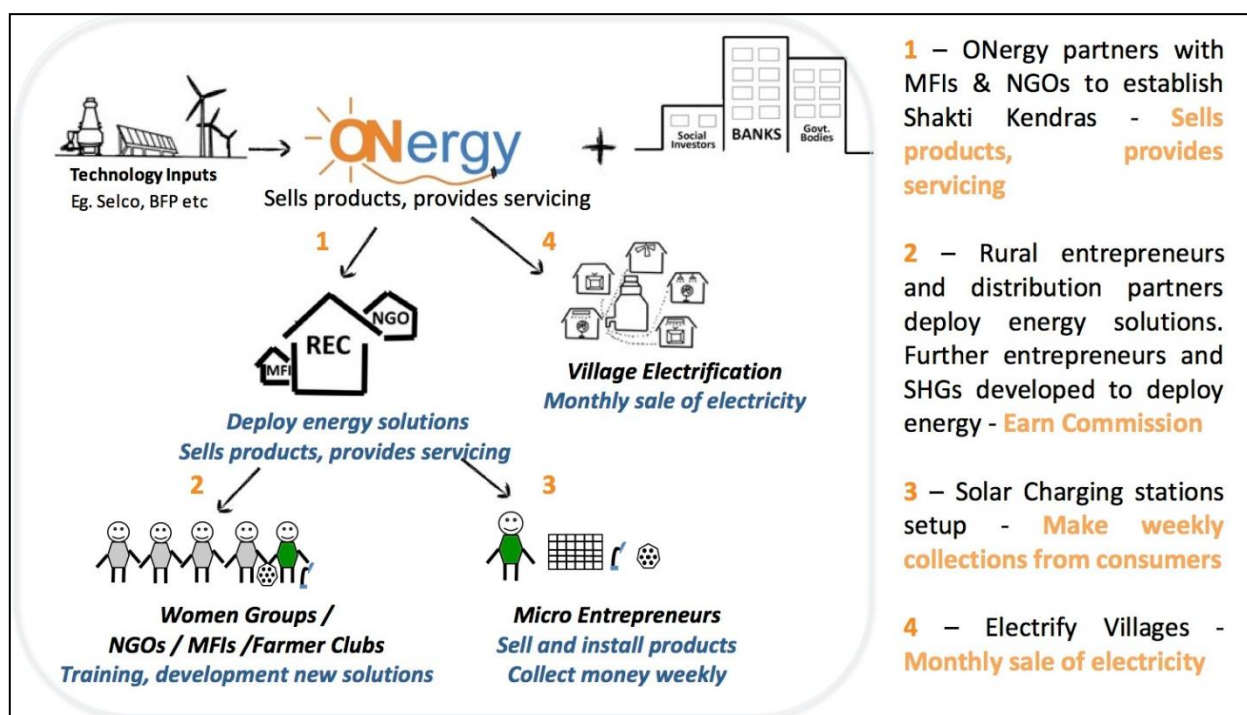 Technology Inputs
Eg. Selco, BFP etc
ONergy
Sells products, provides servicing
+
Social
Investors
BANKS
Govt.
Bodies
1
4
REC
NGO
MFI
Deploy energy solutions
Sells products, provides servicing
Village Electrification
Monthly sale of electricity
2
3
Women Groups /
NGOs / MFIs /Farmer Clubs
Training, development new solutions
Micro Entrepreneurs
Sell and install products
Collect money weekly
1 – ONergy partners with
MFIs & NGOs to establish
Shakti Kendras - Sells
products, provides
servicing
2 – Rural entrepreneurs
and distribution partners
deploy energy solutions.
Further entrepreneurs and
SHGs developed to deploy
energy - Earn Commission
3 – Solar Charging stations
setup - Make weekly
collections from consumers
4 – Electrify Villages -
Monthly sale of electricity